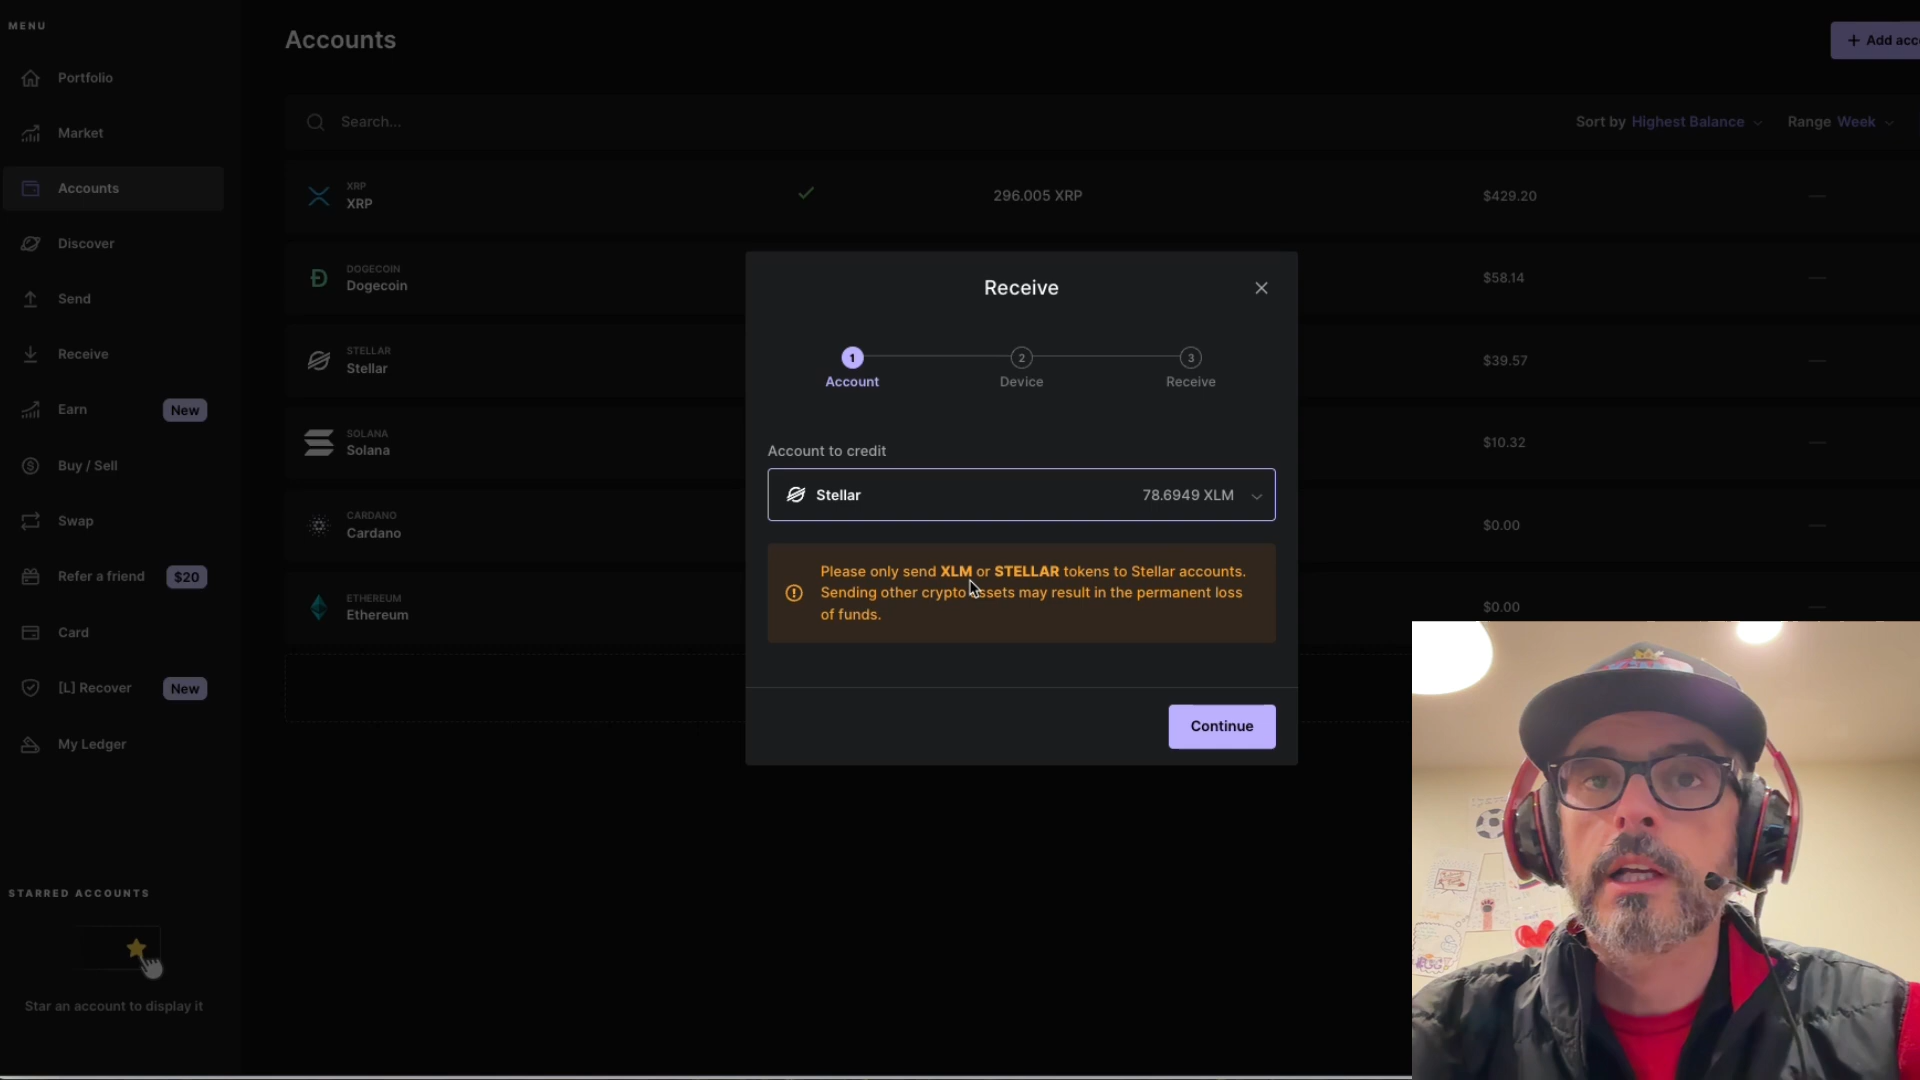 MENU
Portfolio
Market
Accounts
Discover
Send
Receive
Earn
New
Buy / Sell
Swap
Refer a friend
$20
Card
[L] Recover
New
My Ledger
STARRED ACCOUNTS
Star an account to display it
Accounts
+ Add acc
Search...
Sort by Highest Balance
Range Week
XRP
XRP
296.005 XRP
$429.20
DOGECOIN
Dogecoin
$58.14
STELLAR
Stellar
$39.57
SOLANA
Solana
$10.32
CARDANO
Cardano
$0.00
ETHEREUM
Ethereum
$0.00
Receive
1
2
3
Account
Device
Receive
Account to credit
Stellar
78.6949 XLM
Please only send XLM or STELLAR tokens to Stellar accounts.
Sending other crypto assets may result in the permanent loss
of funds.
Continue